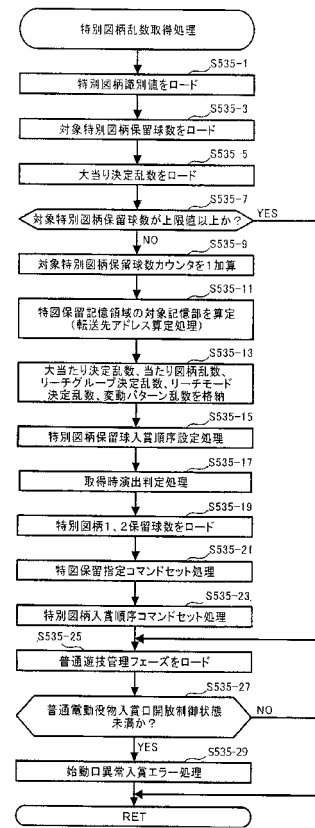 特別図柄乱数取得処理
S535-1
特別図柄識別値をロード
S535-3
対象特別図柄保留球数をロード
S535-5
大当り決定乱数をロード
S535-7
対象特別図柄保留球数が上限値以上か?
YES
NO
S535-9
対象特別図柄保留球数カウンタを1加算
S535-11
特図保留記憶領域の対象記憶部を算定
(転送先アドレス算定処理)
S535-13
大当たり決定乱数、当たり図柄乱数、
リーチグループ決定乱数、リーチモード
決定乱数、変動パターン乱数を格納
S535-15
特別図柄保留球入賞順序設定処理
S535-17
取得時演出判定処理
S535-19
特別図柄1、2保留球数をロード
S535-21
特図保留指定コマンドセット処理
S535-23
特別図柄入賞順序コマンドセット処理
S535-25
普通遊技管理フェーズをロード
S535-27
普通電動役物入賞口開放制御状態
未満か?
NO
YES
S535-29
始動口異常入賞エラー処理
RET